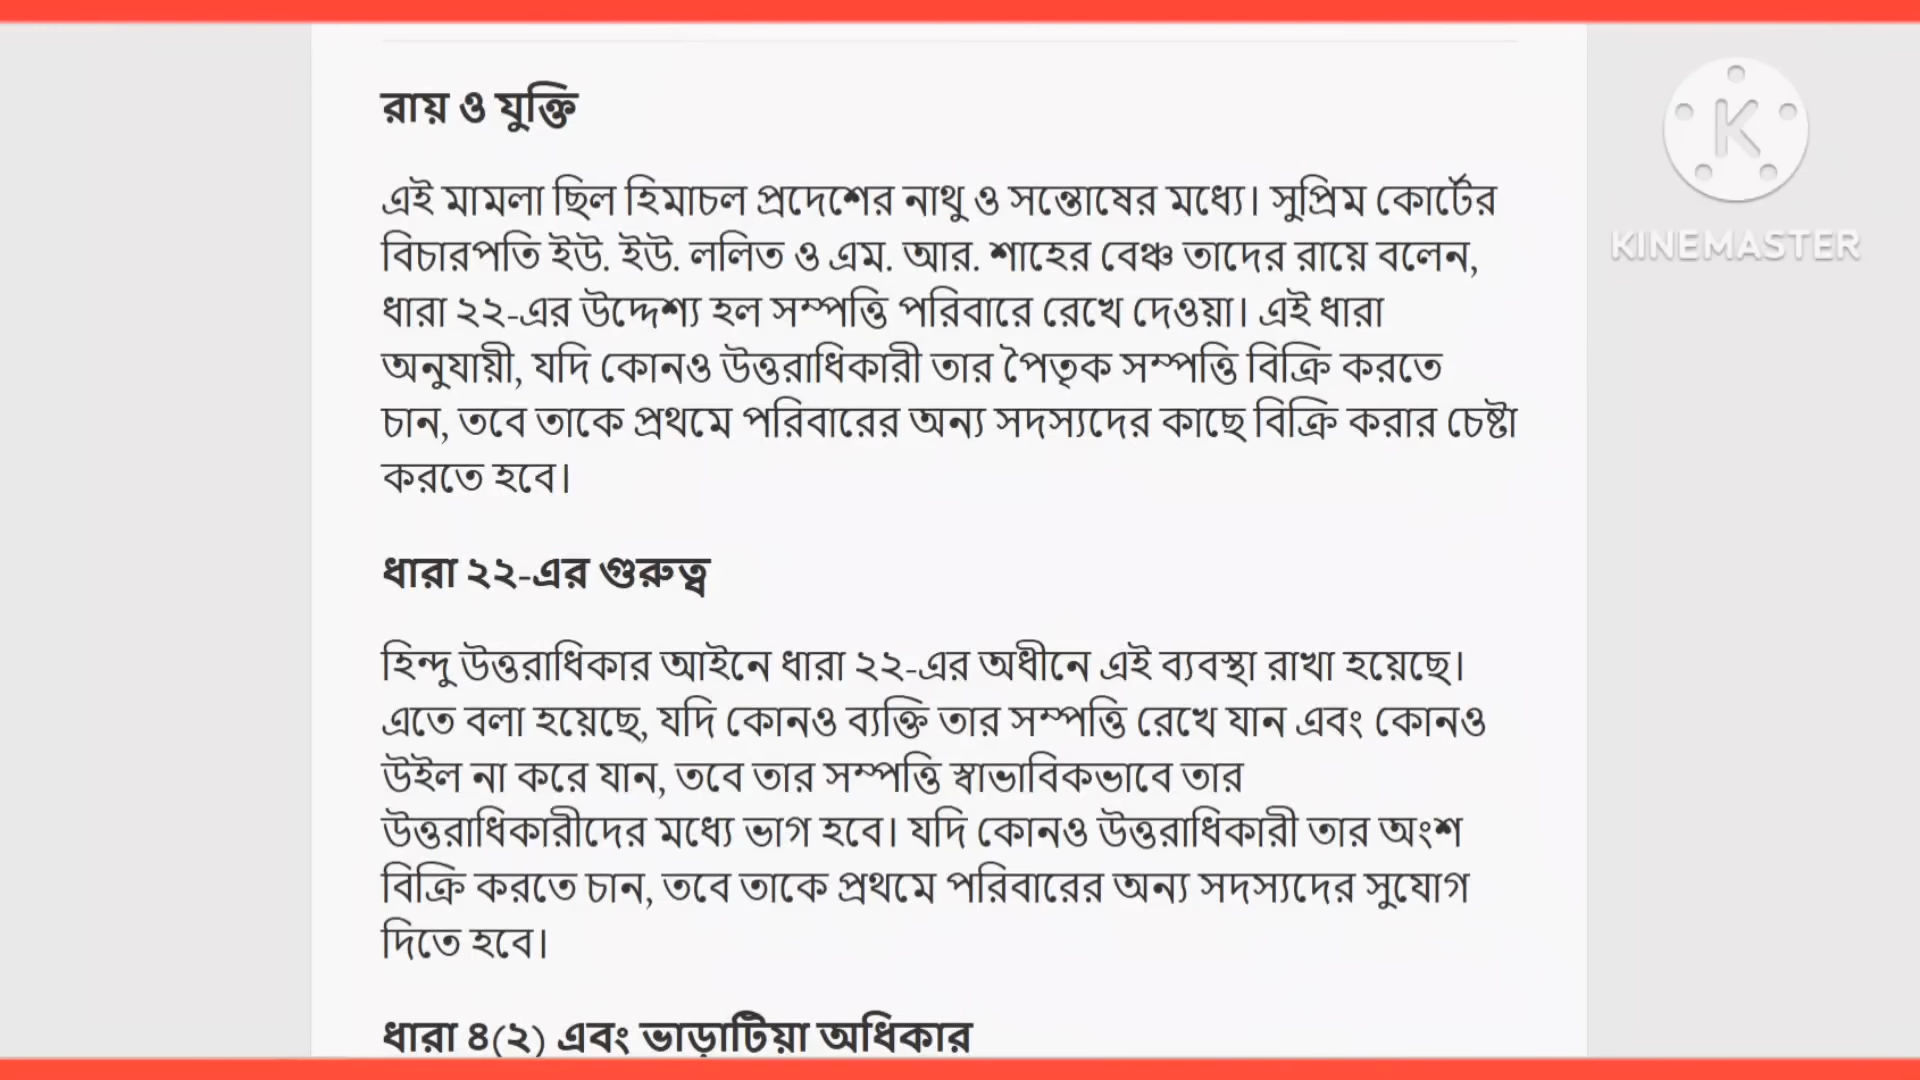 রায় ও যুক্তি
এই মামলা ছিল হিমাচল প্রদেশের নাথু ও সন্তোষের মধ্যে। সুপ্রিম কোর্টের
বিচারপতি ইউ. ইউ. ললিত ও এম. আর. শাহের বেঞ্চ তাদের রায়ে বলেন,
ধারা ২২-এর উদ্দেশ্য হল সম্পত্তি পরিবারে রেখে দেওয়া। এই ধারা
অনুযায়ী, যদি কোনও উত্তরাধিকারী তার পৈতৃক সম্পত্তি বিক্রি করতে
চান, তবে তাকে প্রথমে পরিবারের অন্য সদস্যদের কাছে বিক্রি করার চেষ্টা
করতে হবে।
ধারা ২২-এর গুরুত্ব
হিন্দু উত্তরাধিকার আইনে ধারা ২২-এর অধীনে এই ব্যবস্থা রাখা হয়েছে।
এতে বলা হয়েছে, যদি কোনও ব্যক্তি তার সম্পত্তি রেখে যান এবং কোনও
উইল না করে যান, তবে তার সম্পত্তি স্বাভাবিকভাবে তার
উত্তরাধিকারীদের মধ্যে ভাগ হবে। যদি কোনও উত্তরাধিকারী তার অংশ
বিক্রি করতে চান, তবে তাকে প্রথমে পরিবারের অন্য সদস্যদের সুযোগ
দিতে হবে।
ধারা ৪(২) এবং ভাড়াটিয়া অধিকার
K
KINEMASTER